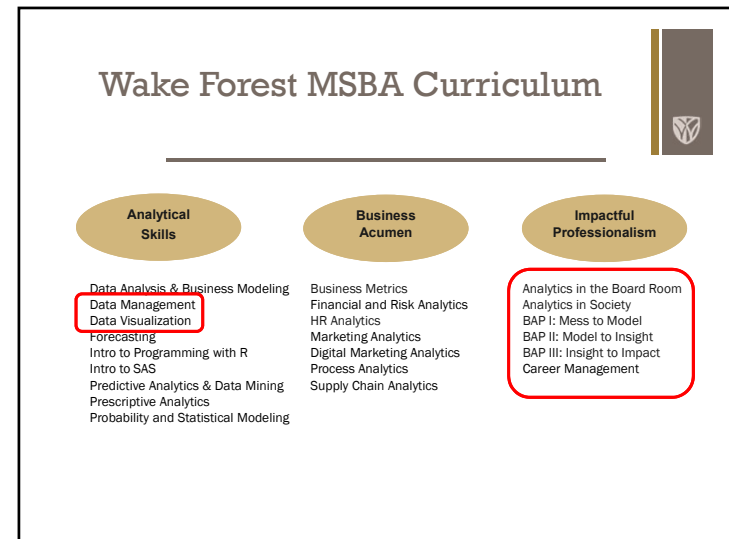 Wake Forest MSBA Curriculum
Analytical
Skills
Data Analysis & Business Modeling
Data Management
Data Visualization
Forecasting
Intro to Programming with R
Intro to SAS
Predictive Analytics & Data Mining
Prescriptive Analytics
Probability and Statistical Modeling
Business
Acumen
Business Metrics
Financial and Risk Analytics
HR Analytics
Marketing Analytics
Digital Marketing Analytics
Process Analytics
Supply Chain Analytics
Impactful
Professionalism
Analytics in the Board Room
Analytics in Society
BAP I: Mess to Model
BAP II: Model to Insight
BAP III: Insight to Impact
Career Management